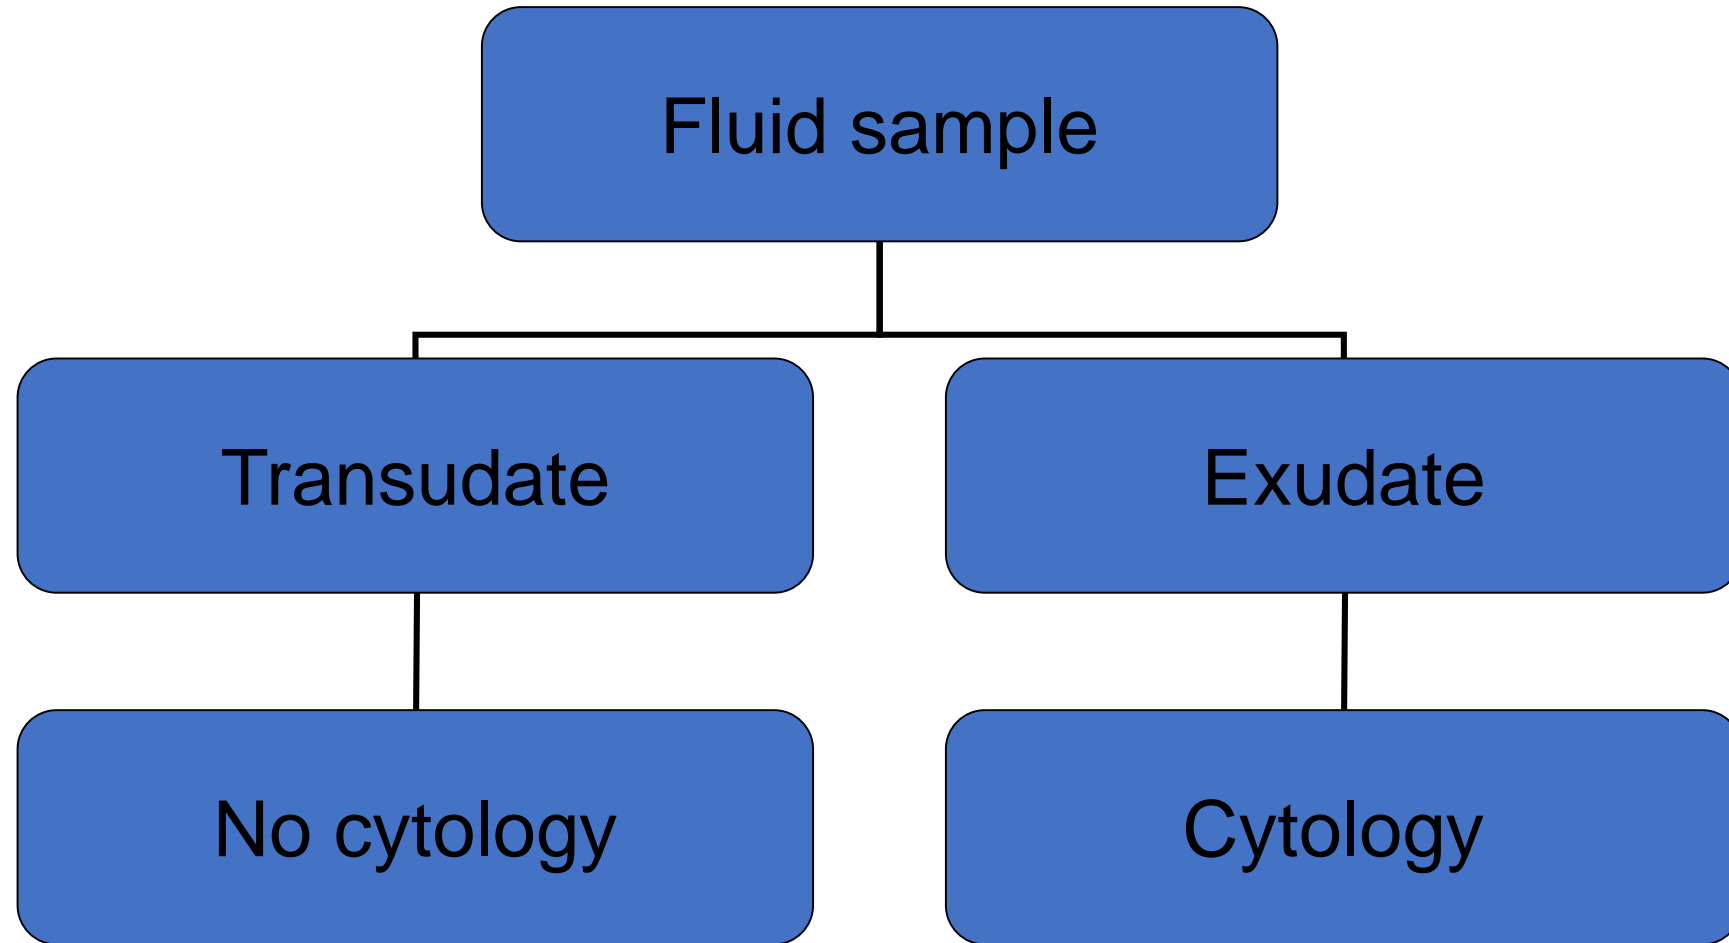 Fluid sample
Transudate
Exudate
No cytology
Cytology